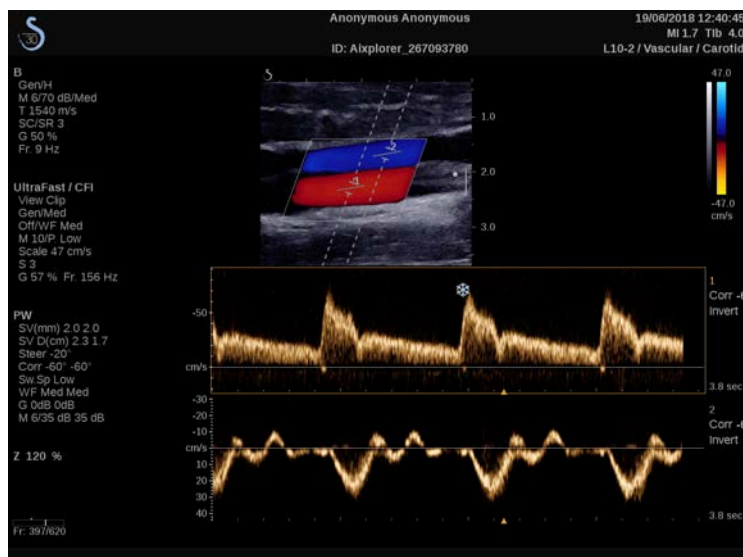 Anonymous Anonymous
19/06/2018 12:40:45
MI 1.7 TIb 4.0
ID: Aixplorer_267093780
L10-2 / Vascular / Carotid
30
B
Gen/H
M 6/70 dB/Med
T 1540 m/s
SC/SR 3
G 50 %
Fr. 9 Hz
UltraFast / CFI
View Clip
Gen/Med
Off/WF Med
M 10/P. Low
Scale 47 cm/s
S 3
G 57 % Fr. 156 Hz
PW
SV(mm) 2.0 2.0
SV D(cm) 2.3 1.7
Steer -20°
Corr -60° -60°
Sw.Sp Low
WF Med Med
G 0dB 0dB
M 6/35 dB 35 dB
Z 120 %
Fr: 397/620
1.0
2.0
3.0
47.0
-47.0
cm/s
-50
cm/s
1
Corr -6
Invert
3.8 sec
-30
-20
-10
cm/s
10
20
30
40
2
Corr -6
Invert
3.8 sec